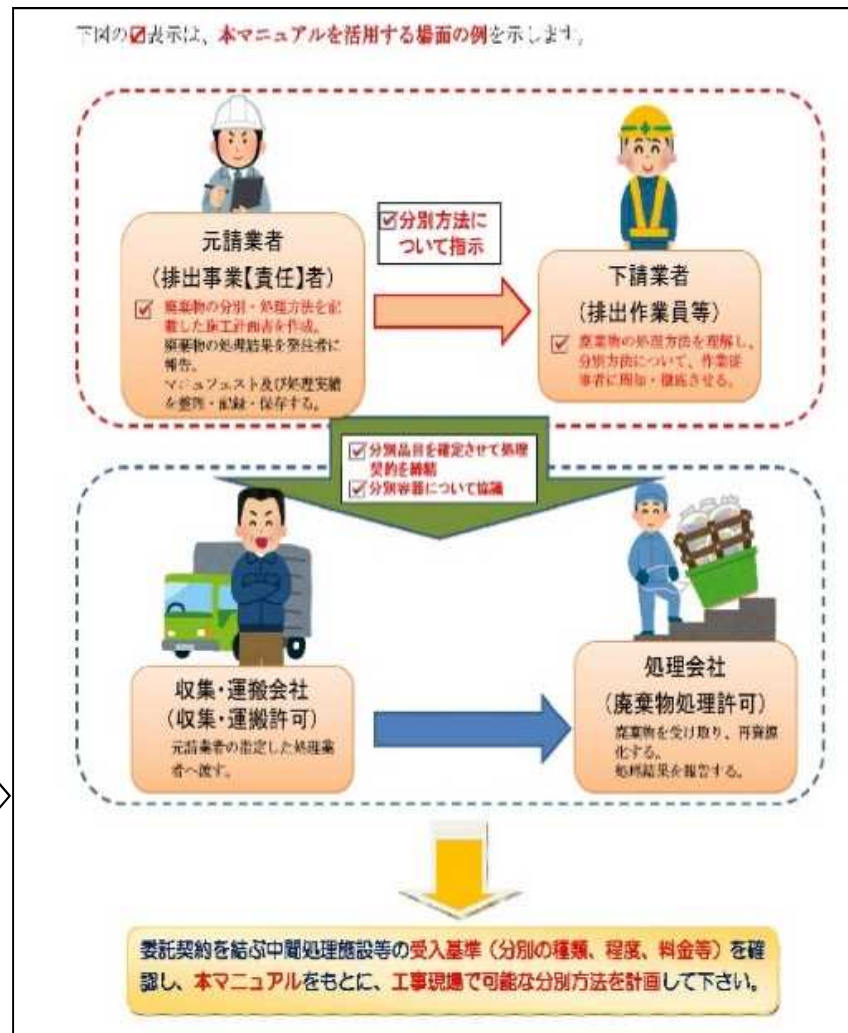 下図の☑表示は、本マニュアルを活用する場面の例を示します。
元請業者
(排出事業【責任】者)
☑ 廃棄物の分別・処理方法を記
載した施工計画書を作成。
廃棄物の処理結果を発注者に
報告。
マニュフェスト及び処理実績
を整理・記録・保存する。
☑分別方法に
ついて指示
下請業者
(排出作業員等)
☑ 廃棄物の処理方法を理解し、
分別方法について、作業従
事者に周知・徹底させる。
☑分別品目を確定させて処理
契約を締結
☑分別容器について協議
収集・運搬会社
(収集・運搬許可)
元請業者の指定した処理業
者へ渡す。
処理会社
(廃棄物処理許可)
廃棄物を受け取り、再資源
化する。
処理結果を報告する。
委託契約を結ぶ中間処理施設等の受入基準（分別の種類、程度、料金等）を確
認し、本マニュアルをもとに、工事現場で可能な分別方法を計画して下さい。